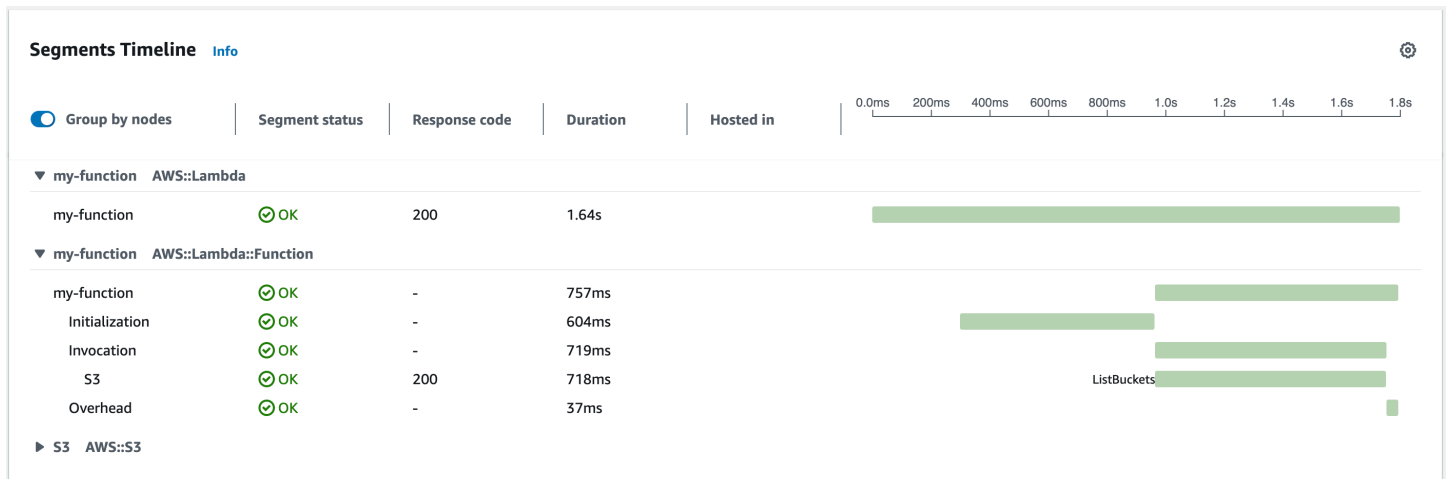 Segments Timeline Info
0.0ms 200ms 400ms 600ms 800ms 1.0s 1.2s 1.4s 1.6s 1.8s
Group by nodes Segment status Response code Duration Hosted in
my-function AWS::Lambda
my-function OK 200 1.64s
my-function AWS::Lambda::Function
my-function OK - 757ms
Initialization OK - 604ms
Invocation OK - 719ms
S3 OK 200 718ms ListBuckets
Overhead OK - 37ms
S3 AWS::S3